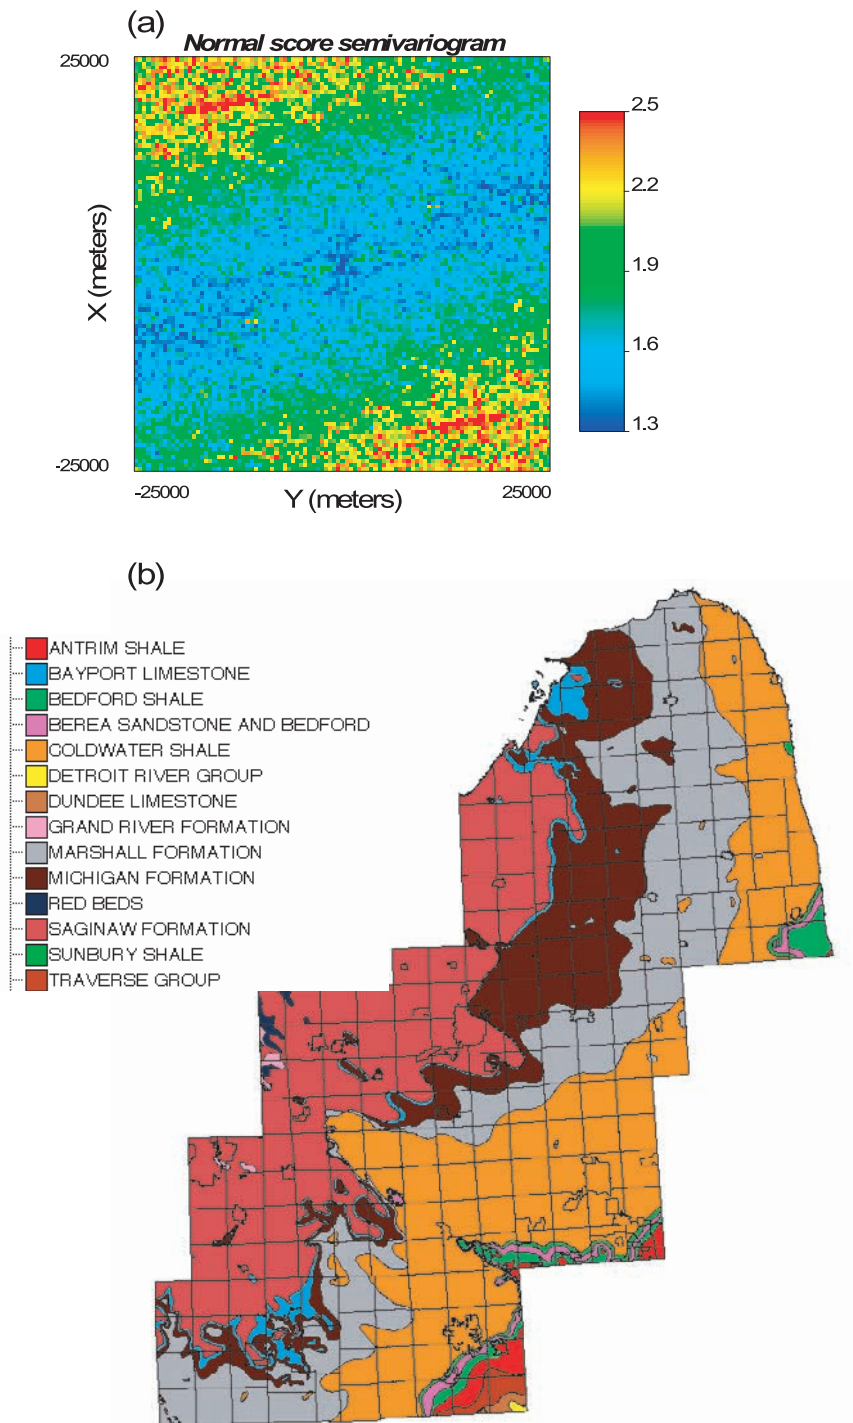 (a)
Normal score semivariogram
25000
X (meters)
-25000
-25000
Y (meters)
25000
2.5
2.2
1.9
1.6
1.3
(b)
ANTRIM SHALE
BAYPORT LIMESTONE
BEDFORD SHALE
BEREA SANDSTONE AND BEDFORD
COLDWATER SHALE
DETROIT RIVER GROUP
DUNDEE LIMESTONE
GRAND RIVER FORMATION
MARSHALL FORMATION
MICHIGAN FORMATION
RED BEDS
SAGINAW FORMATION
SUNBURY SHALE
TRAVERSE GROUP